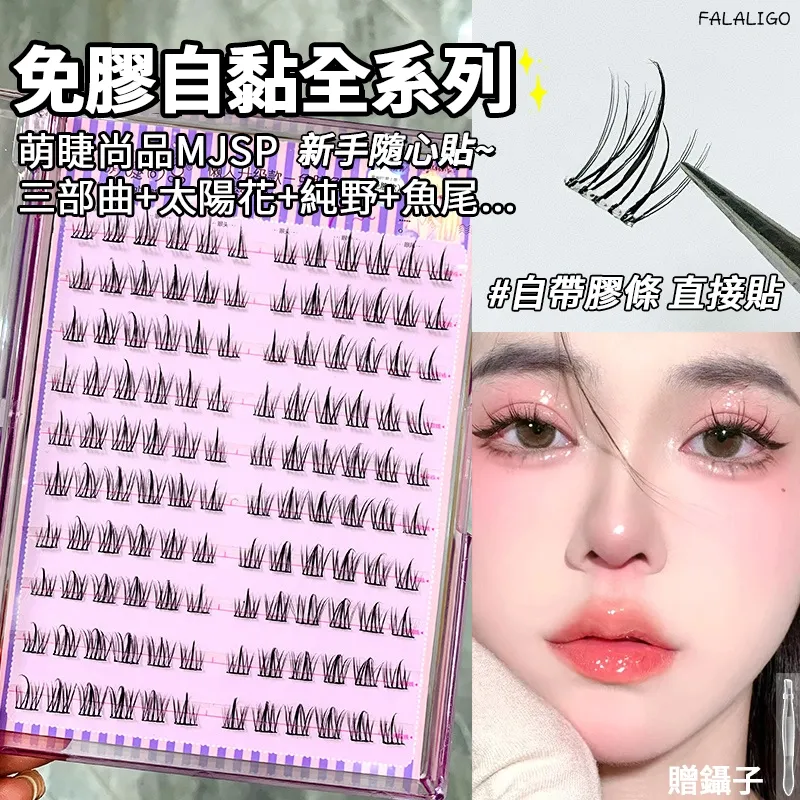 FALALIGO
免膠自黏全系列
萌睫尚品MJSP 新手隨心貼~
三部曲+太陽花+純野+魚尾...
#自帶膠條 直接貼
贈鑷子